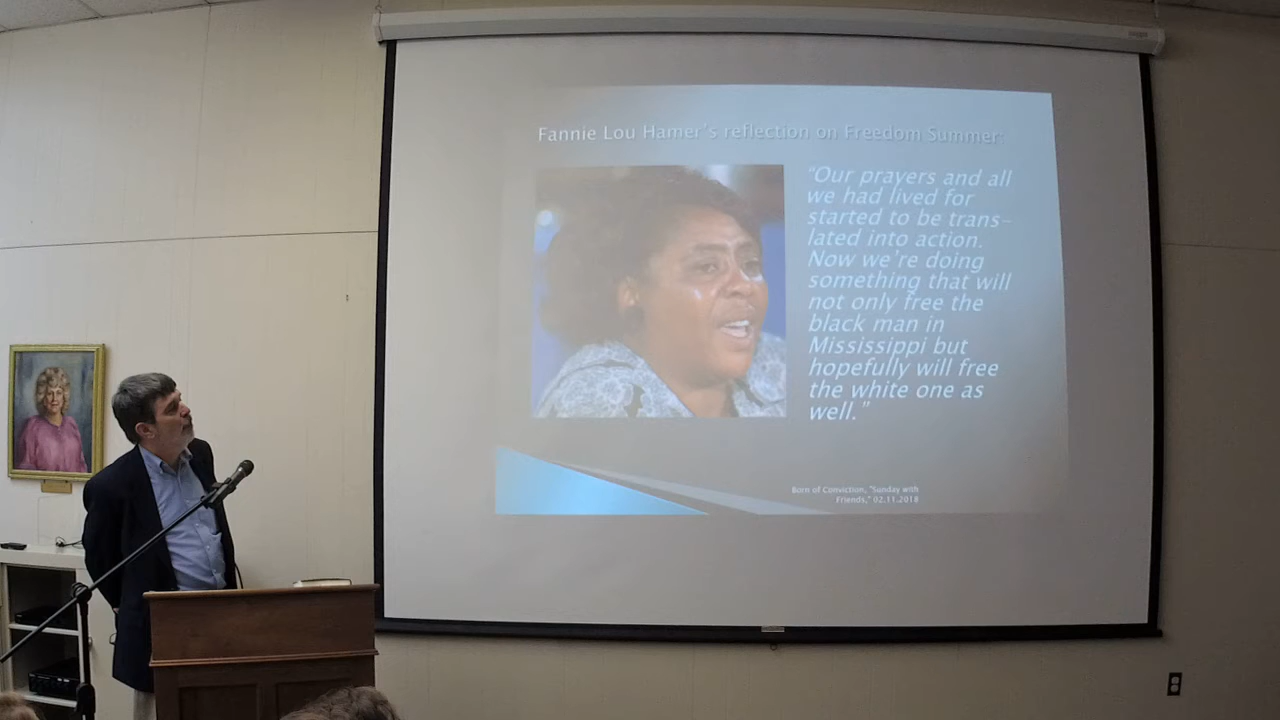 Fannie Lou Hamer's reflection on Freedom Summer:
"Our prayers and all
we had lived for
started to be trans-
lated into action.
Now we're doing
something that will
not only free the
black man in
Mississippi but
hopefully will free
the white one as
well."
Born of Conviction, "Sunday with
Friends," 02.11.2018